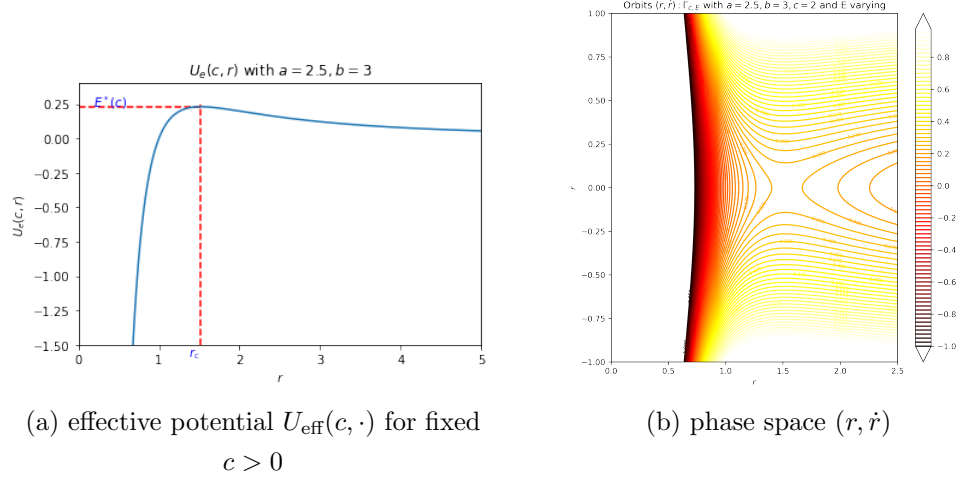 U_e(c, r) with a = 2.5, b = 3
E*(c)
0.25
0.00
−0.25
−0.50
−0.75
−1.00
−1.25
−1.50
U_e(c, r)
0 1 2 3 4 5
r_c
r
Orbits (r, ṙ): Γ_{c, E} with a = 2.5, b = 3, c = 2 and E varying
1.00
0.75
0.50
0.25
0.00
−0.25
−0.50
−0.75
−1.00
0.0 0.5 1.0 1.5 2.0 2.5
r
0.8
0.6
0.4
0.2
0.0
−0.2
−0.4
−0.6
−0.8
−1.0
(a) effective potential U_eff(c, ·) for fixed
c > 0
(b) phase space (r, ṙ)